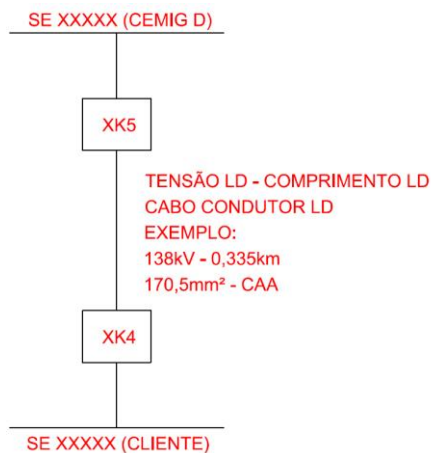 SE XXXXX (CEMIG D)
XK5
TENSÃO LD - COMPRIMENTO LD
CABO CONDUTOR LD
EXEMPLO:
138kV - 0,335km
170,5mm² - CAA
XK4
SE XXXXX (CLIENTE)